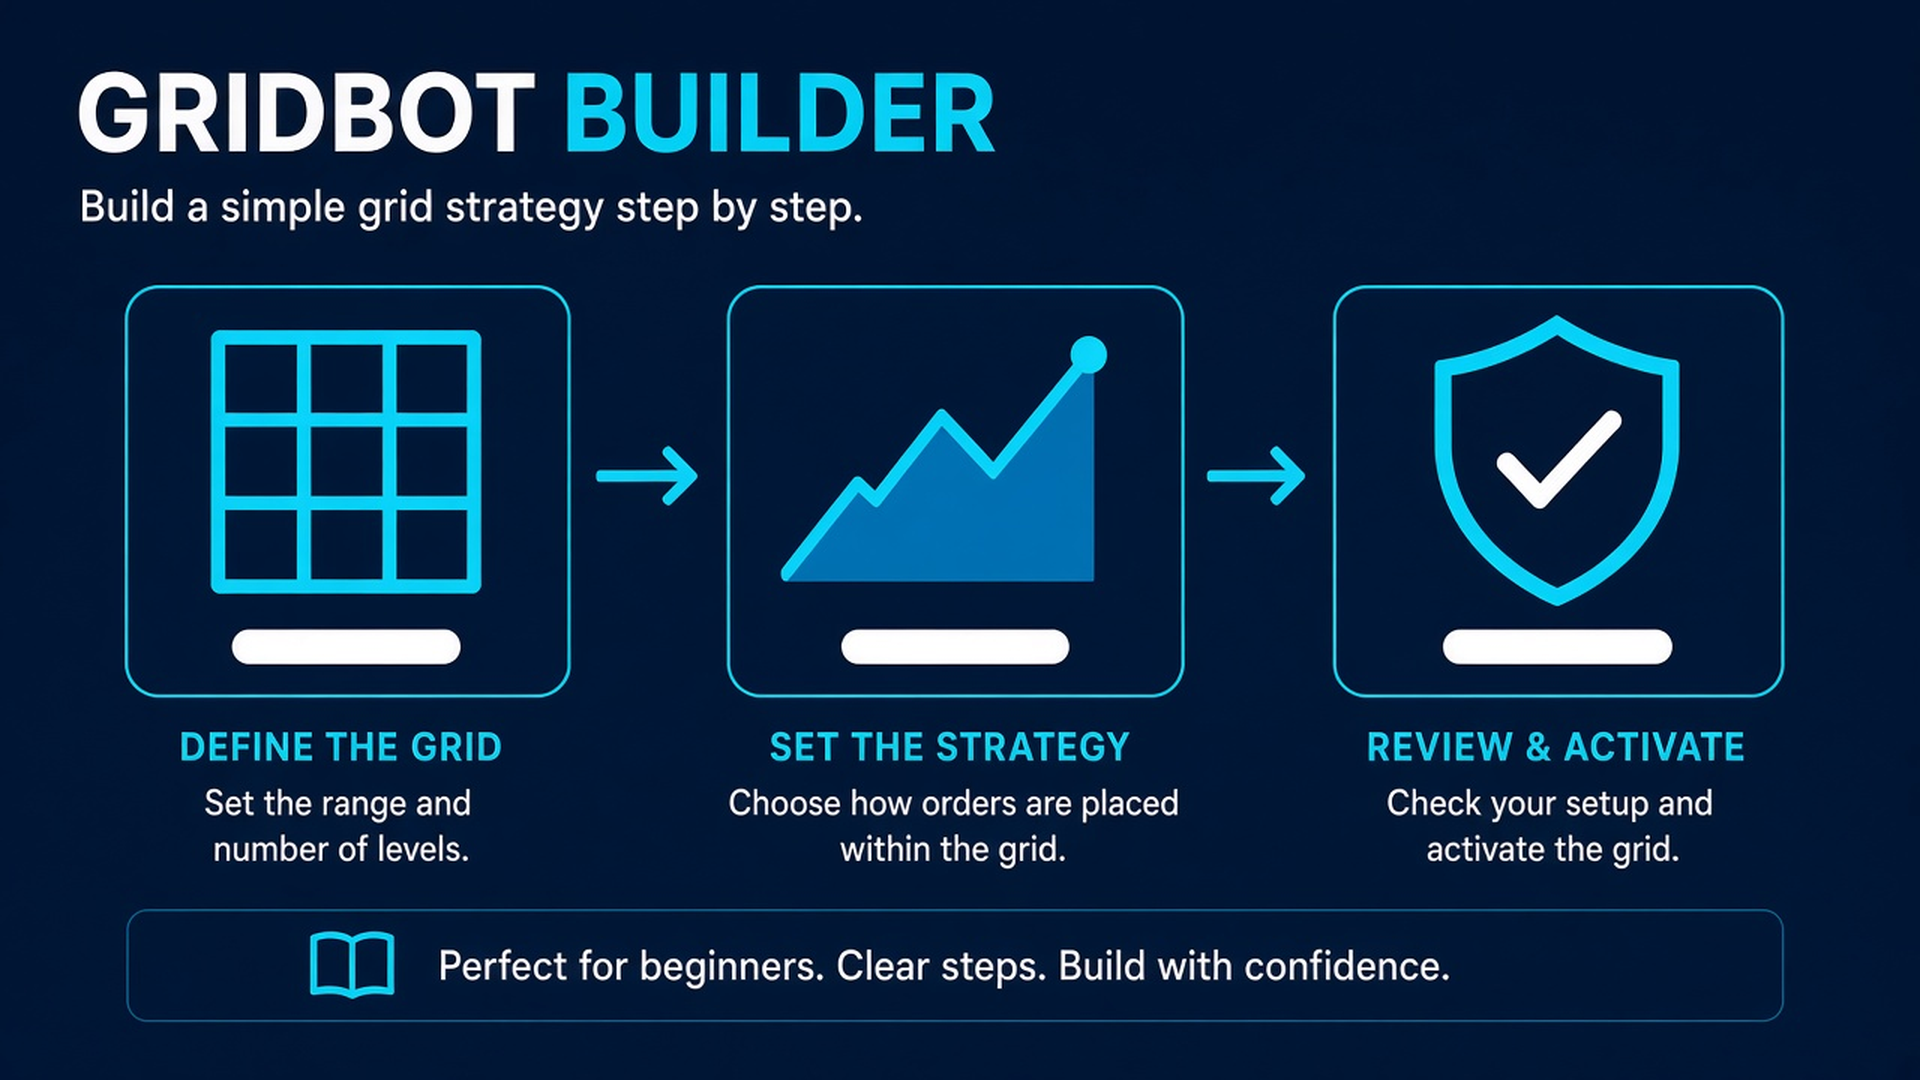 GRIDBOT BUILDER
Build a simple grid strategy step by step.
DEFINE THE GRID
Set the range and
number of levels.
SET THE STRATEGY
Choose how orders are placed
within the grid.
REVIEW & ACTIVATE
Check your setup and
activate the grid.
Perfect for beginners. Clear steps. Build with confidence.